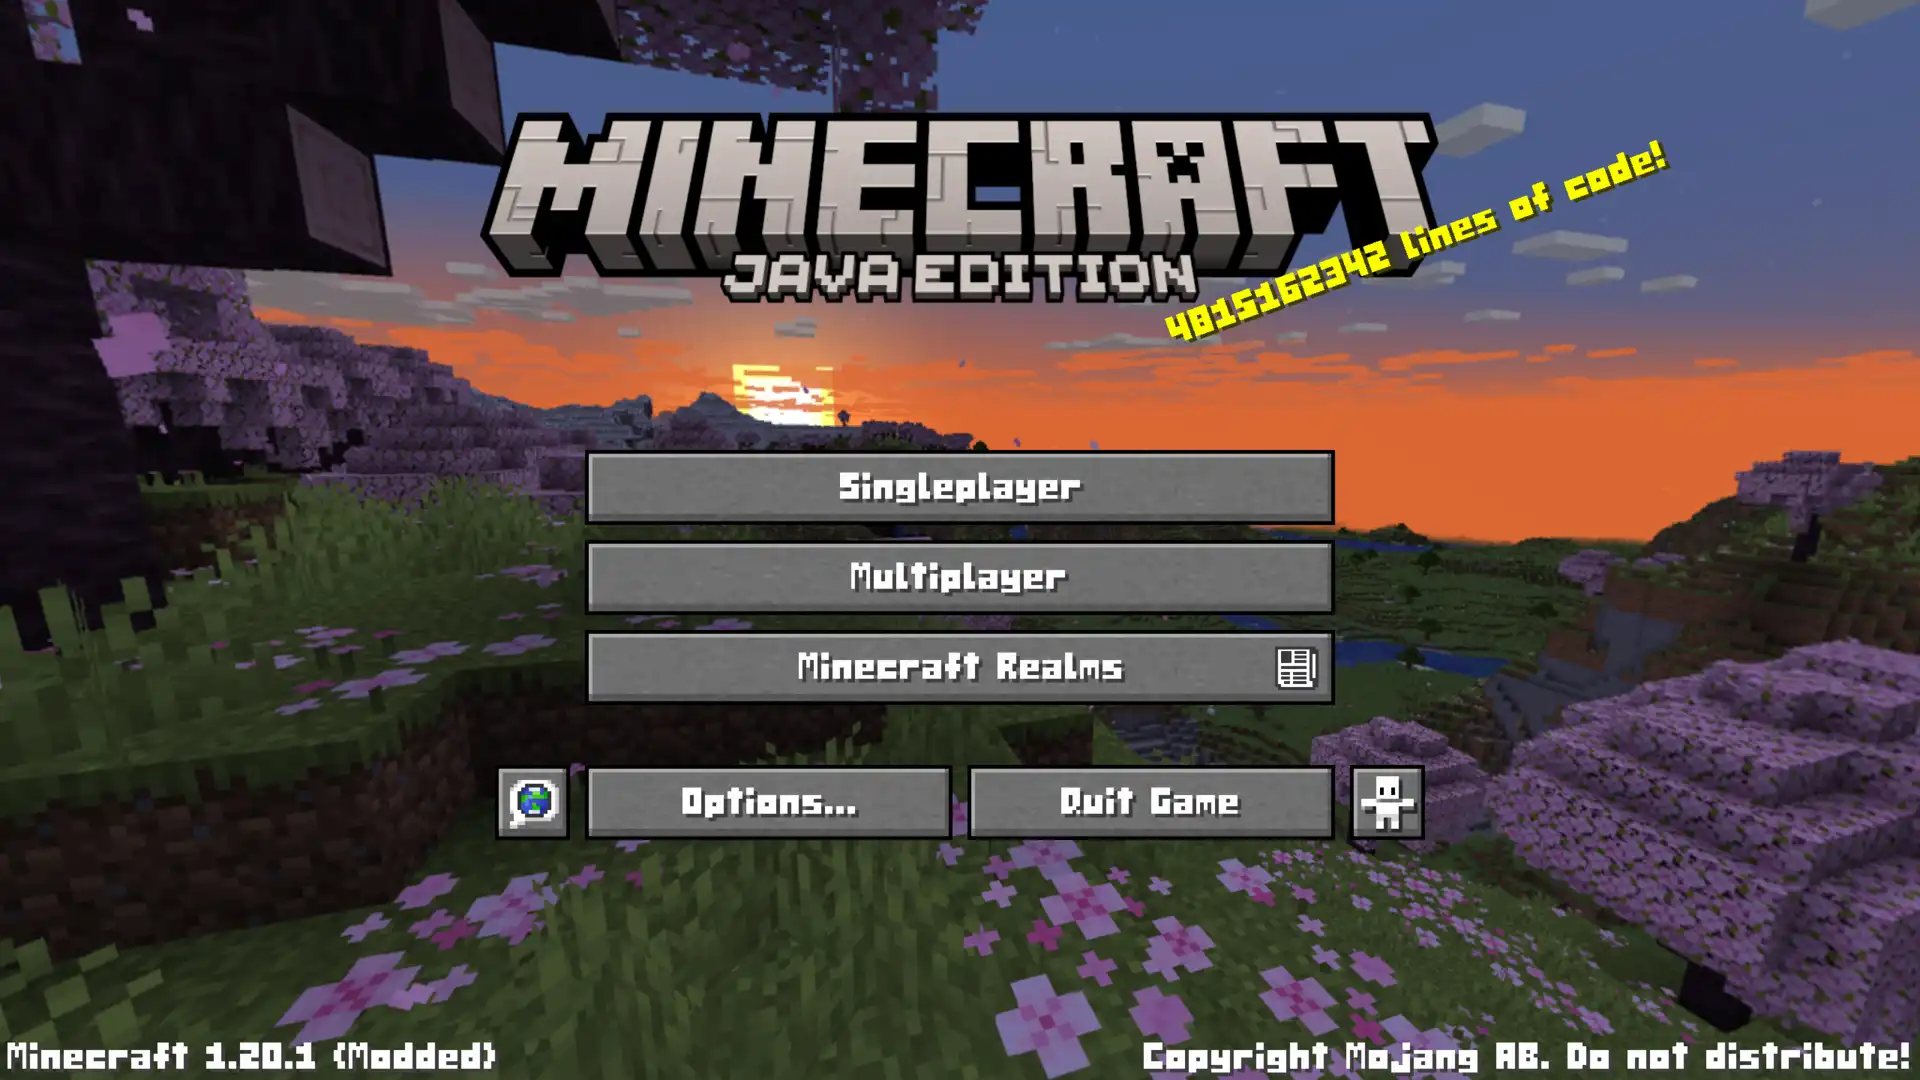 MINECRAFT
JAVA EDITION
4815162342 lines of code!
Singleplayer
Multiplayer
Minecraft Realms
Options...
Quit Game
Minecraft 1.20.1 (Modded)
Copyright Mojang AB. Do not distribute!